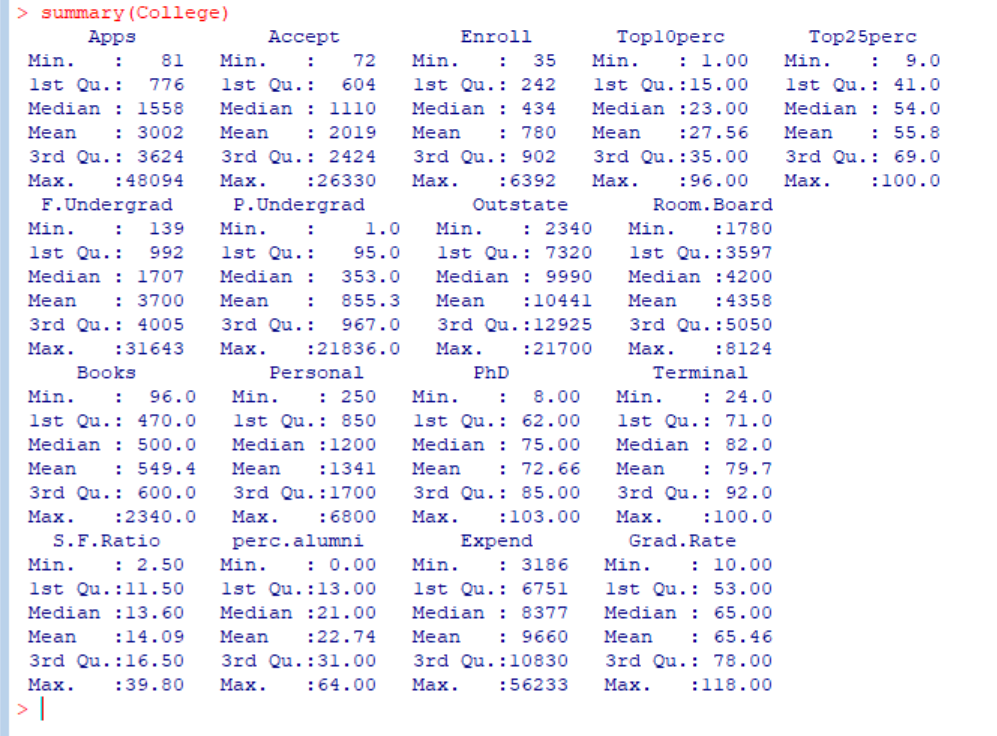 > summary(College)
      Apps           Accept          Enroll       Top10perc       Top25perc
 Min.   :   81   Min.   :   72   Min.   :  35   Min.   : 1.00   Min.   :  9.0
 1st Qu.:  776   1st Qu.:  604   1st Qu.: 242   1st Qu.:15.00   1st Qu.: 41.0
 Median : 1558   Median : 1110   Median : 434   Median :23.00   Median : 54.0
 Mean   : 3002   Mean   : 2019   Mean   : 780   Mean   :27.56   Mean   : 55.8
 3rd Qu.: 3624   3rd Qu.: 2424   3rd Qu.: 902   3rd Qu.:35.00   3rd Qu.: 69.0
 Max.   :48094   Max.   :26330   Max.   :6392   Max.   :96.00   Max.   :100.0
  F.Undergrad     P.Undergrad         Outstate       Room.Board
 Min.   :  139   Min.   :    1.0   Min.   : 2340   Min.   :1780
 1st Qu.:  992   1st Qu.:   95.0   1st Qu.: 7320   1st Qu.:3597
 Median : 1707   Median :  353.0   Median : 9990   Median :4200
 Mean   : 3700   Mean   :  855.3   Mean   :10441   Mean   :4358
 3rd Qu.: 4005   3rd Qu.:  967.0   3rd Qu.:12925   3rd Qu.:5050
 Max.   :31643   Max.   :21836.0   Max.   :21700   Max.   :8124
     Books           Personal         PhD            Terminal
 Min.   :  96.0   Min.   : 250   Min.   :  8.00   Min.   : 24.0
 1st Qu.: 470.0   1st Qu.: 850   1st Qu.: 62.00   1st Qu.: 71.0
 Median : 500.0   Median :1200   Median : 75.00   Median : 82.0
 Mean   : 549.4   Mean   :1341   Mean   : 72.66   Mean   : 79.7
 3rd Qu.: 600.0   3rd Qu.:1700   3rd Qu.: 85.00   3rd Qu.: 92.0
 Max.   :2340.0   Max.   :6800   Max.   :103.00   Max.   :100.0
   S.F.Ratio      perc.alumni        Expend        Grad.Rate
 Min.   : 2.50   Min.   : 0.00   Min.   : 3186   Min.   : 10.00
 1st Qu.:11.50   1st Qu.:13.00   1st Qu.: 6751   1st Qu.: 53.00
 Median :13.60   Median :21.00   Median : 8377   Median : 65.00
 Mean   :14.09   Mean   :22.74   Mean   : 9660   Mean   : 65.46
 3rd Qu.:16.50   3rd Qu.:31.00   3rd Qu.:10830   3rd Qu.: 78.00
 Max.   :39.80   Max.   :64.00   Max.   :56233   Max.   :118.00
>